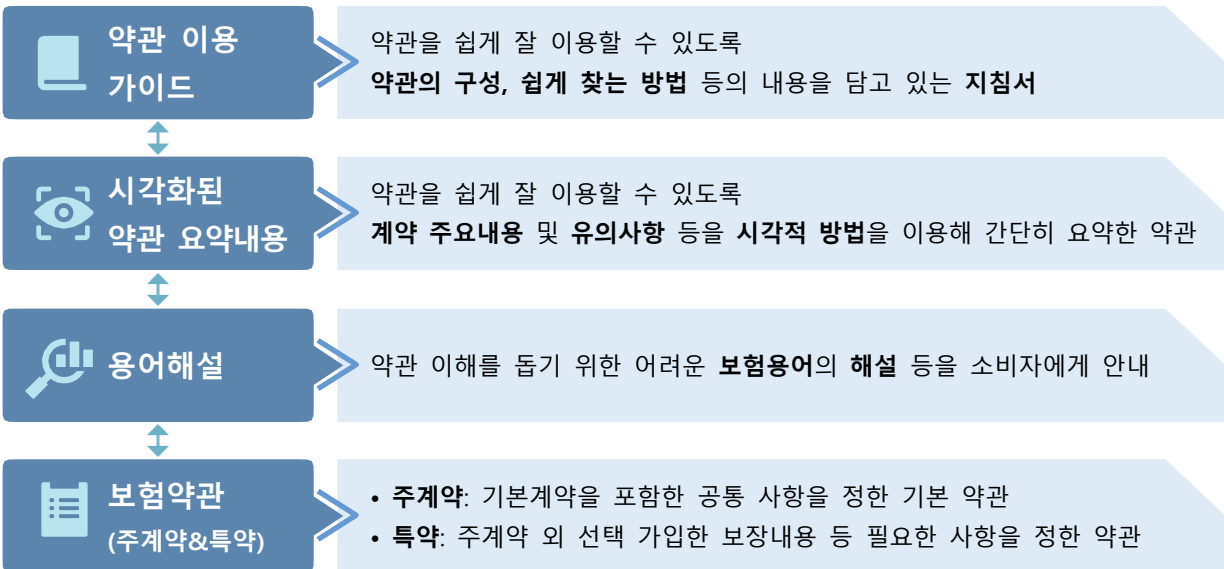 약관 이용
가이드
약관을 쉽게 잘 이용할 수 있도록
약관의 구성, 쉽게 찾는 방법 등의 내용을 담고 있는 지침서
시각화된
약관 요약내용
약관을 쉽게 잘 이용할 수 있도록
계약 주요내용 및 유의사항 등을 시각적 방법을 이용해 간단히 요약한 약관
용어해설
약관 이해를 돕기 위한 어려운 보험용어의 해설 등을 소비자에게 안내
보험약관
(주계약&특약)
• 주계약: 기본계약을 포함한 공통 사항을 정한 기본 약관
• 특약: 주계약 외 선택 가입한 보장내용 등 필요한 사항을 정한 약관